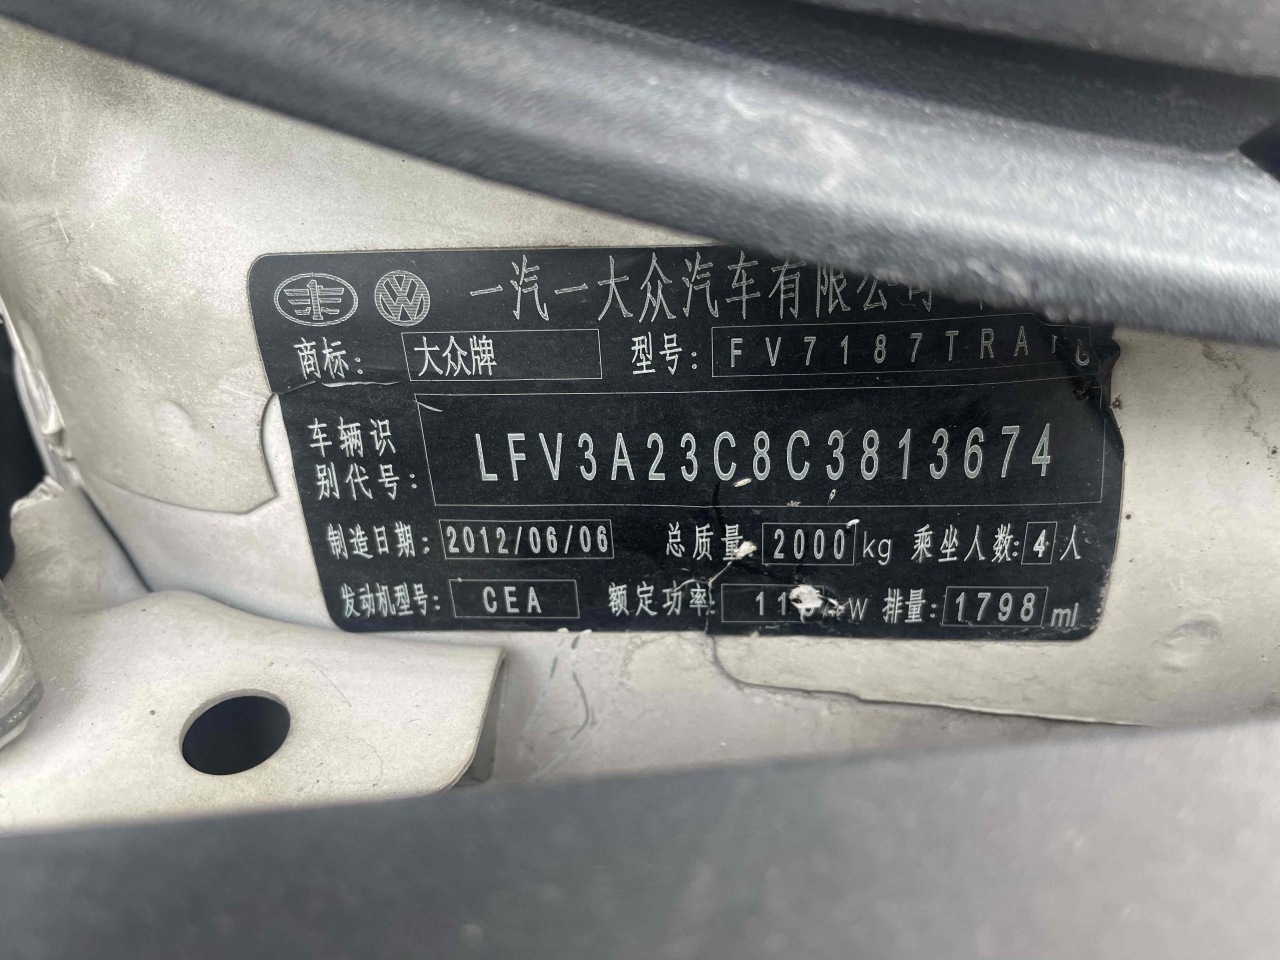 一汽一大众汽车有限公司
商标: 大众牌 型号: FV7187TRA
车辆识
别代号: LFV3A23C8C3813674
制造日期: 2012/06/06 总质量: 2000 kg 乘坐人数: 4 人
发动机型号: CEA 额定功率: kW 排量: 1798 ml